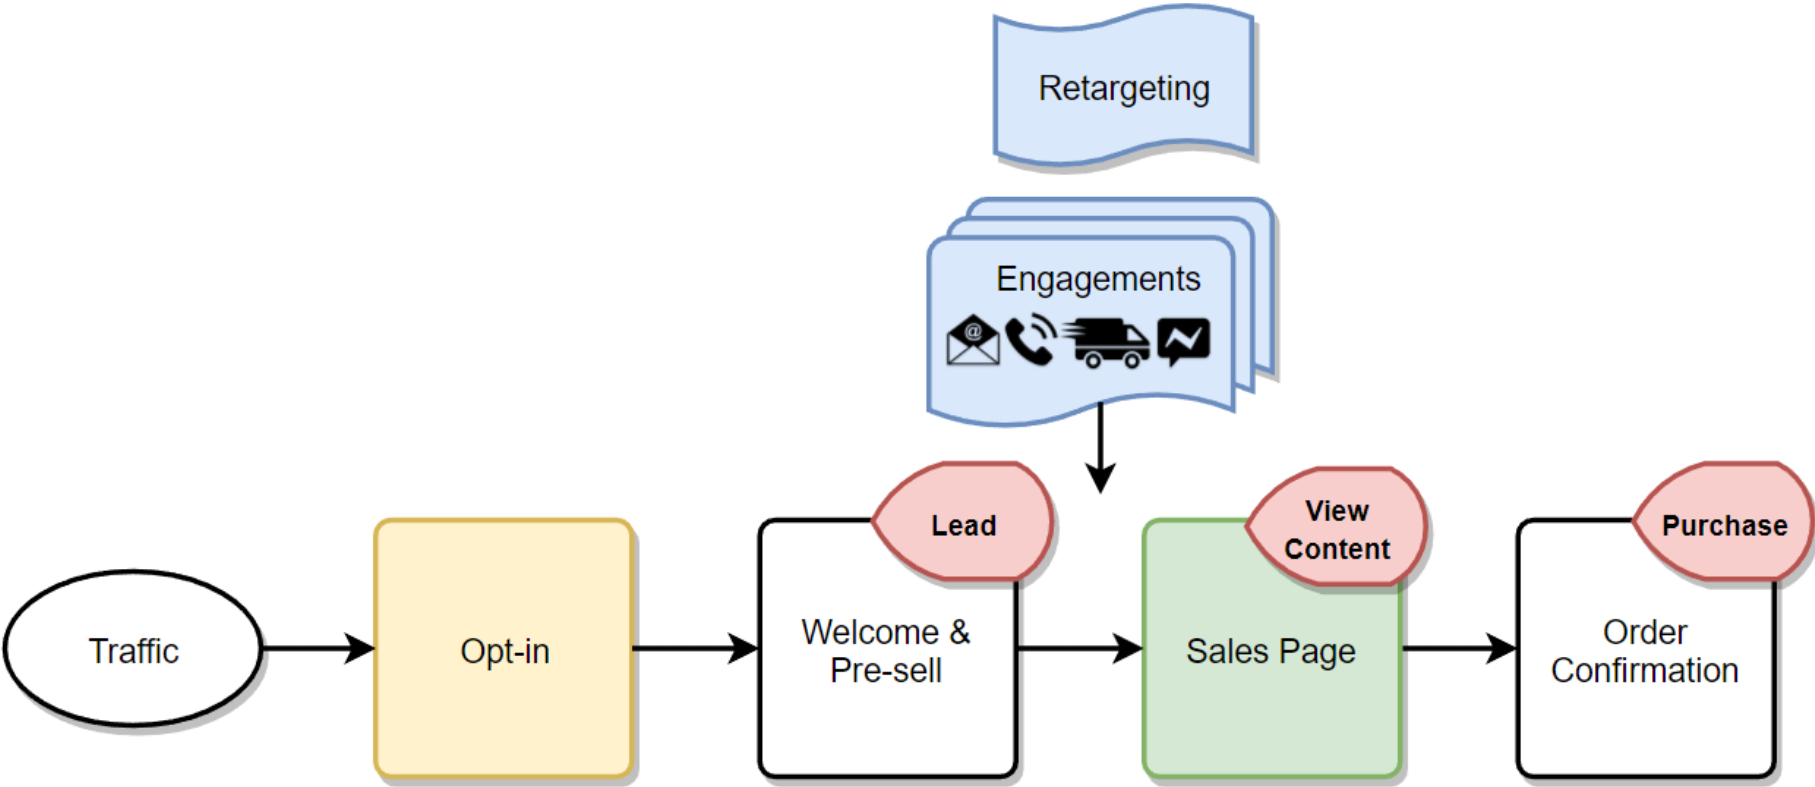 Retargeting
Engagements
@
Lead
View
Content
Purchase
Traffic
Opt-in
Welcome &
Pre-sell
Sales Page
Order
Confirmation